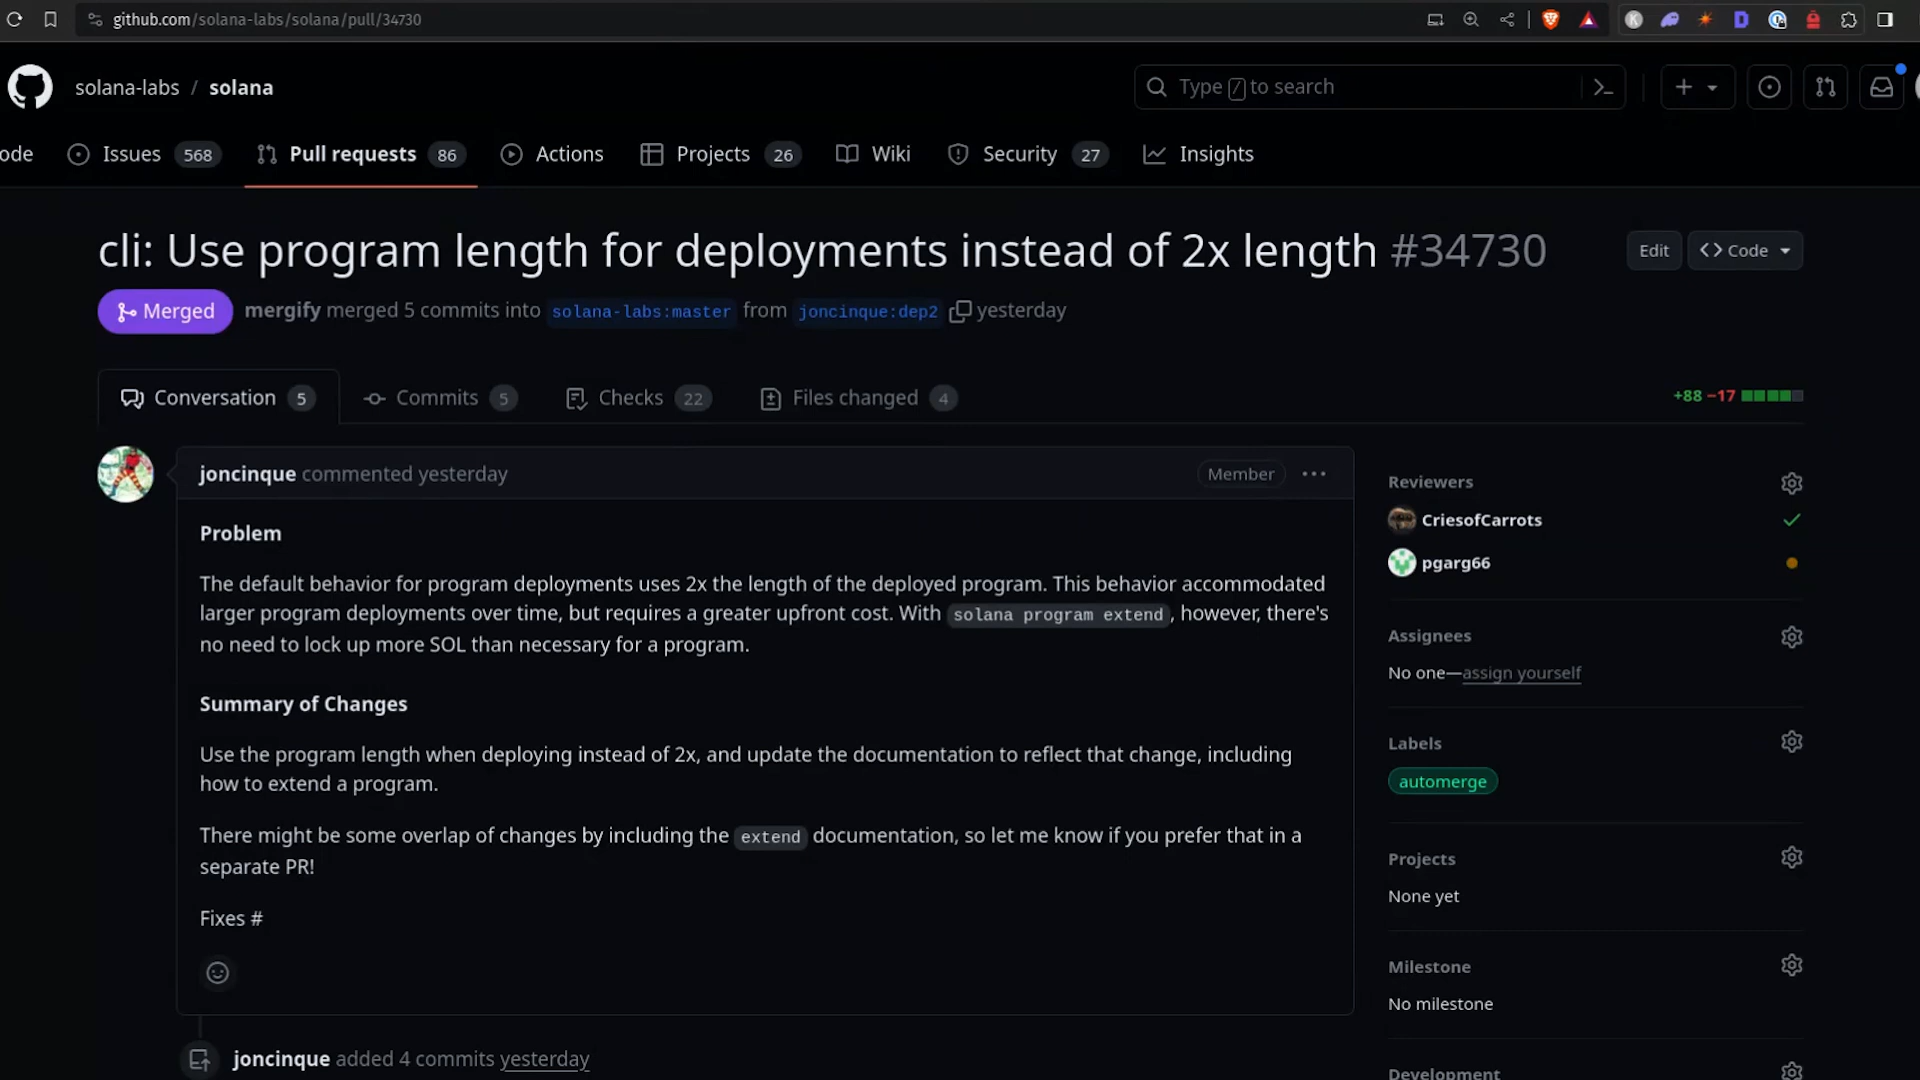 github.com/solana-labs/solana/pull/34730
solana-labs / solana
Type / to search
ode
Issues 568
Pull requests 86
Actions
Projects 26
Wiki
Security 27
Insights
cli: Use program length for deployments instead of 2x length #34730
Edit
Code
Merged
mergify merged 5 commits into solana-labs:master from joncinque:dep2 yesterday
Conversation 5
Commits 5
Checks 22
Files changed 4
+88 −17
joncinque commented yesterday
Member
Problem
The default behavior for program deployments uses 2x the length of the deployed program. This behavior accommodated
larger program deployments over time, but requires a greater upfront cost. With solana program extend, however, there's
no need to lock up more SOL than necessary for a program.
Summary of Changes
Use the program length when deploying instead of 2x, and update the documentation to reflect that change, including
how to extend a program.
There might be some overlap of changes by including the extend documentation, so let me know if you prefer that in a
separate PR!
Fixes #
joncinque added 4 commits yesterday
Reviewers
CriesofCarrots
pgarg66
Assignees
No one—assign yourself
Labels
automerge
Projects
None yet
Milestone
No milestone
Development